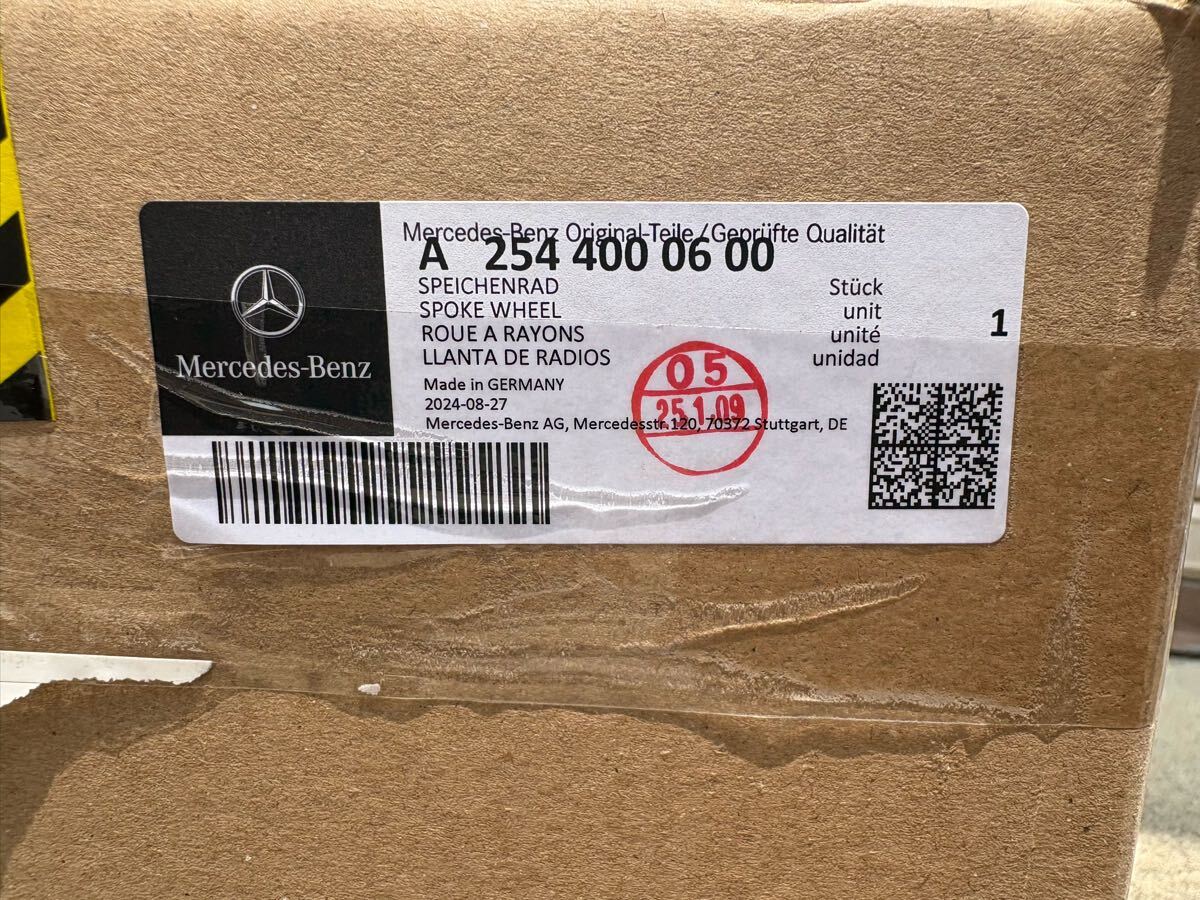 Mercedes-Benz Original-Teile/Geprüfte Qualität
A 254 400 06 00
SPEICHENRAD
SPOKE WHEEL
ROUE A RAYONS
LLANTA DE RADIOS
Stück
unit
unité
unidad
1
Mercedes-Benz
Made in GERMANY
2024-08-27
Mercedes-Benz AG, Mercedesstr.120, 70372 Stuttgart, DE
05
25.1.09